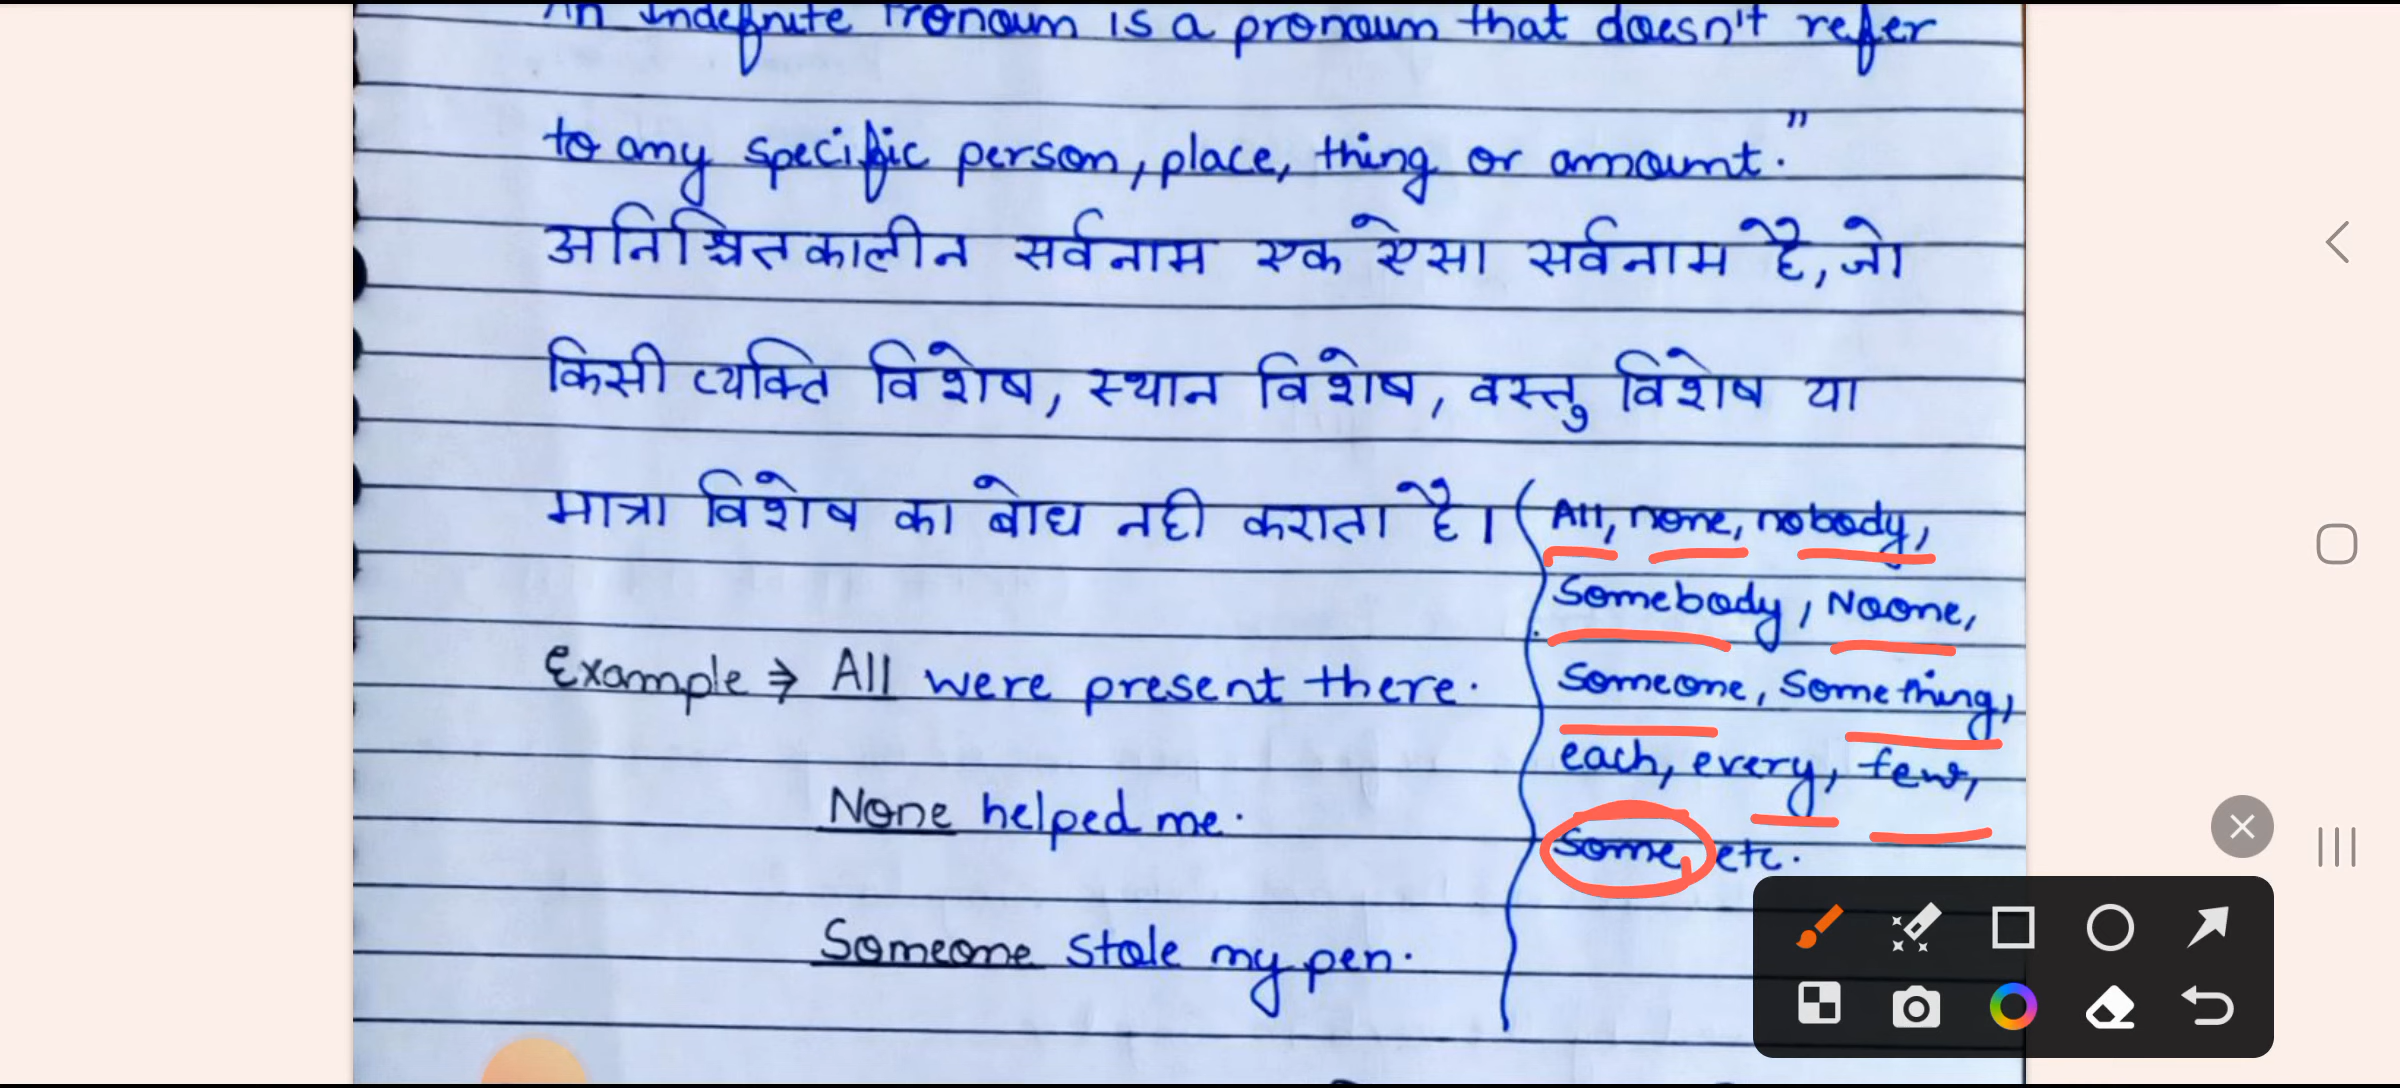 An Indefinite Pronoun is a pronoun that doesn't refer
to any specific person, place, thing or amount."
अनिश्चितकालीन सर्वनाम एक ऐसा सर्वनाम है, जो
किसी व्यक्ति विशेष, स्थान विशेष, वस्तु विशेष या
मात्रा विशेष का बोध नही कराता है।
(All, none, nobody,
Somebody, Noone,
Someone, Something,
each, every, few,
Some, etc.
Example ⇒ All were present there.
None helped me.
Someone stole my pen.